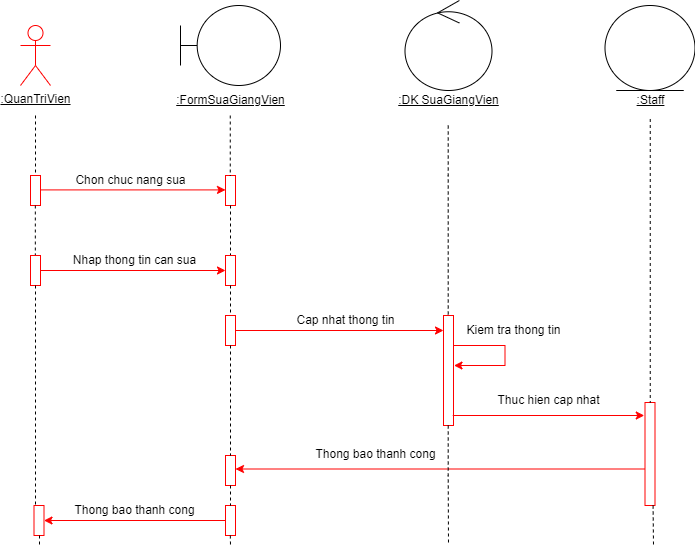 :QuanTriVien
:FormSuaGiangVien
:DK SuaGiangVien
:Staff
Chon chuc nang sua
Nhap thong tin can sua
Cap nhat thong tin
Kiem tra thong tin
Thuc hien cap nhat
Thong bao thanh cong
Thong bao thanh cong